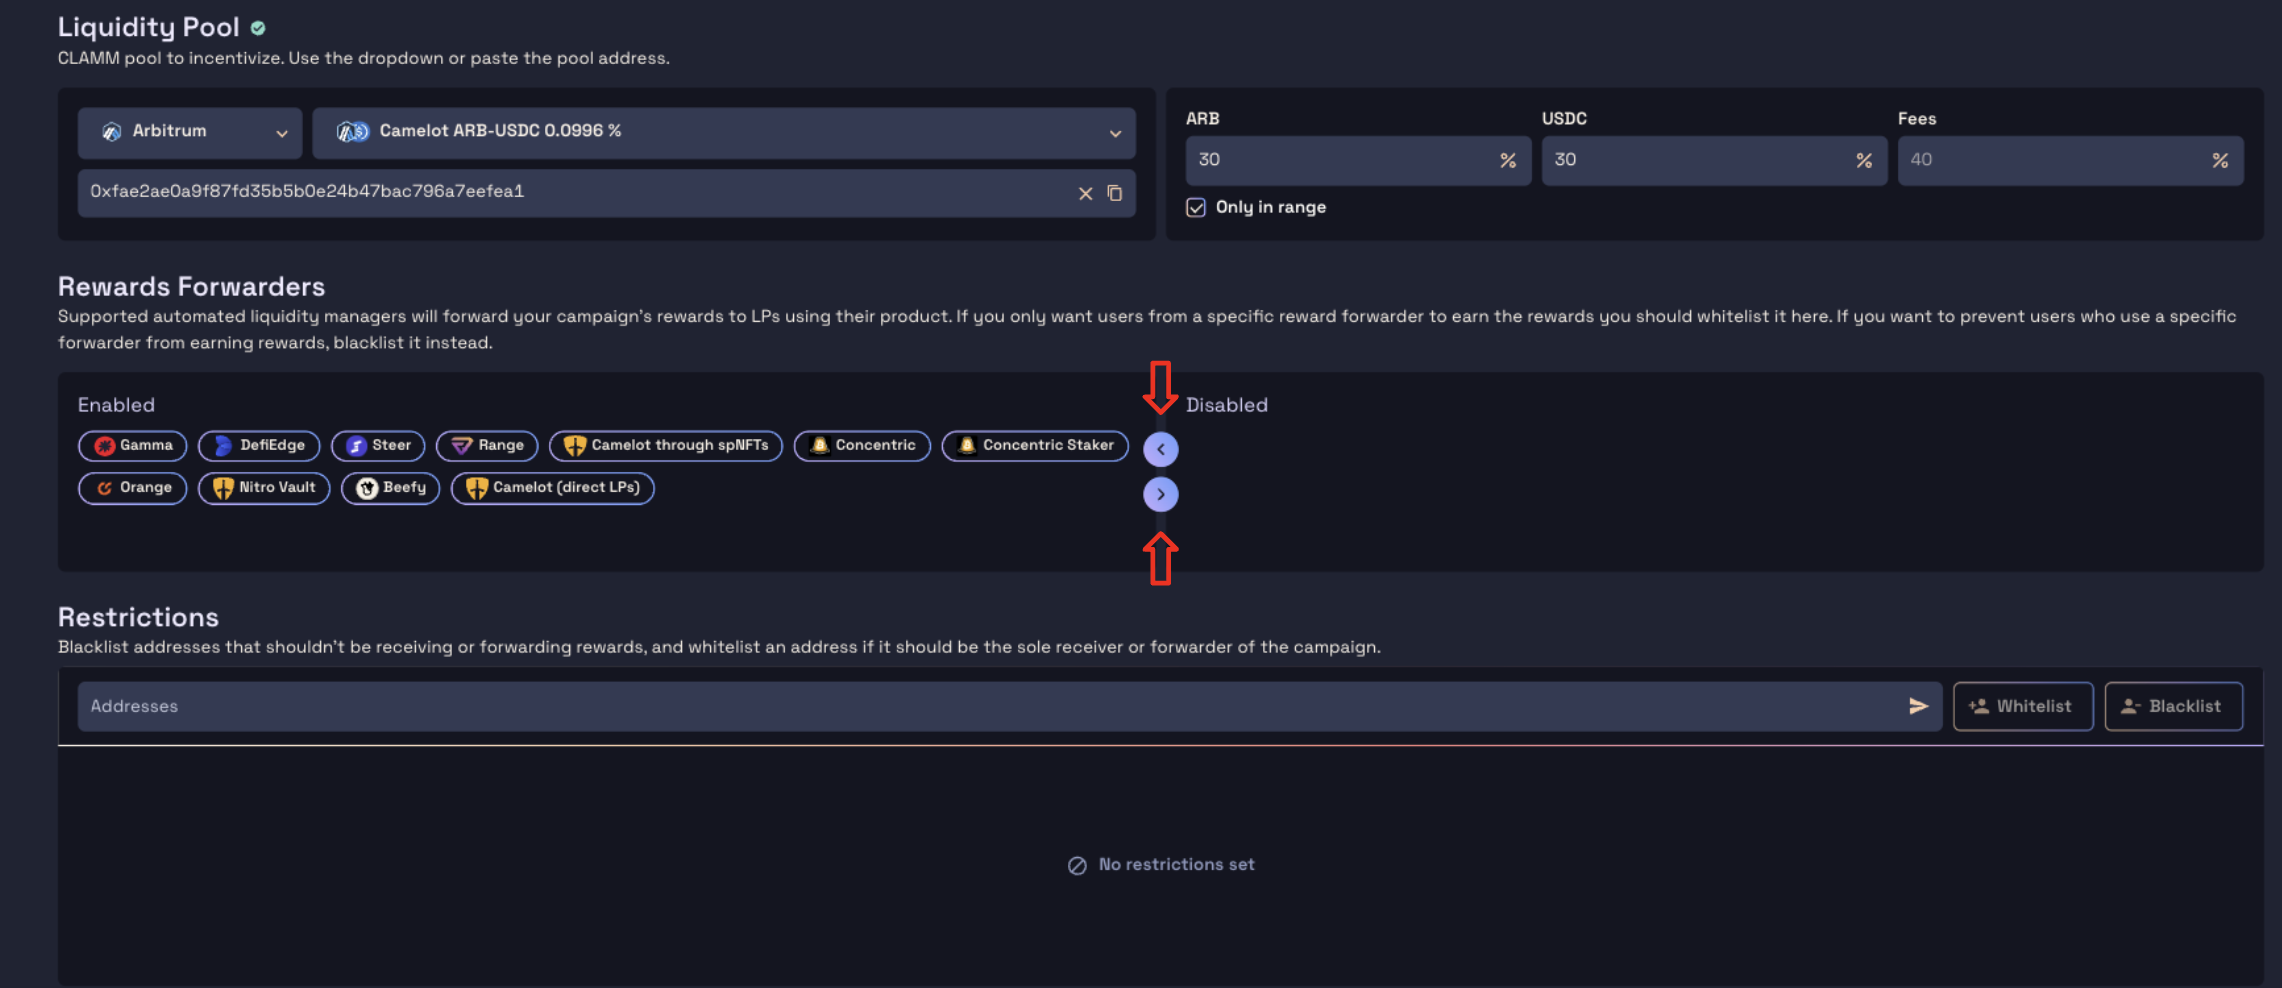 Liquidity Pool
CLAMM pool to incentivize. Use the dropdown or paste the pool address.
Arbitrum
Camelot ARB-USDC 0.0996 %
0xfae2ae0a9f87fd35b5b0e24b47bac796a7eefea1
ARB USDC Fees
30 % 30 % 40 %
Only in range
Rewards Forwarders
Supported automated liquidity managers will forward your campaign's rewards to LPs using their product. If you only want users from a specific reward forwarder to earn the rewards you should whitelist it here. If you want to prevent users who use a specific
forwarder from earning rewards, blacklist it instead.
Enabled
Gamma DefiEdge Steer Range Camelot through spNFTs Concentric Concentric Staker
Orange Nitro Vault Beefy Camelot (direct LPs)
Disabled
Restrictions
Blacklist addresses that shouldn't be receiving or forwarding rewards, and whitelist an address if it should be the sole receiver or forwarder of the campaign.
Addresses Whitelist Blacklist
No restrictions set